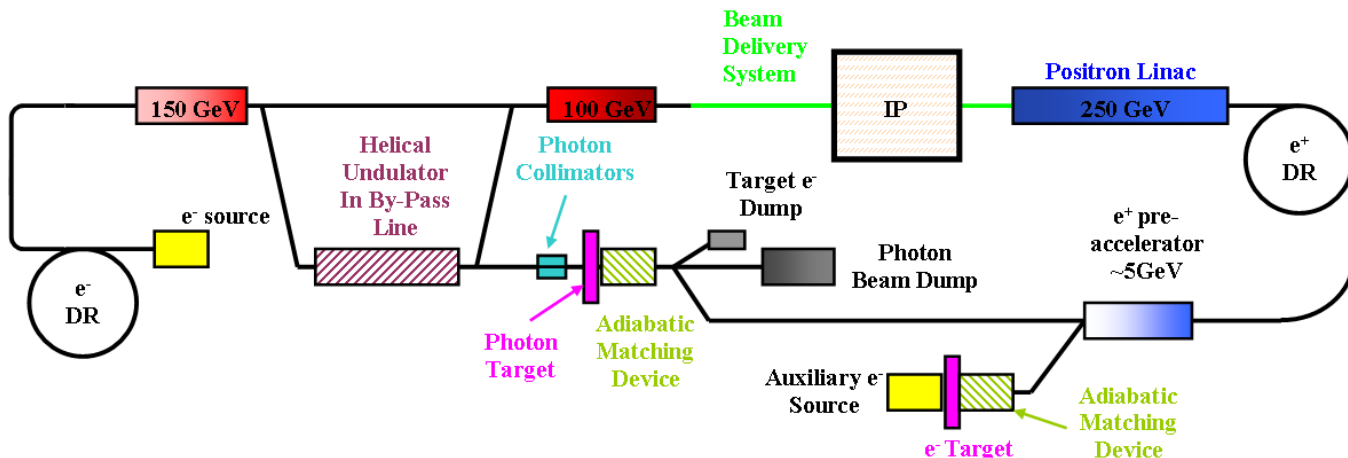 Beam
Delivery
System
150 GeV
100 GeV
IP
Positron Linac
250 GeV
e⁺
DR
Helical
Undulator
In By-Pass
Line
Photon
Collimators
Target e⁻
Dump
e⁻ source
e⁻
DR
Photon
Beam Dump
e⁺ pre-
accelerator
~5GeV
Photon
Target
Adiabatic
Matching
Device
Auxiliary e⁻
Source
e⁻ Target
Adiabatic
Matching
Device